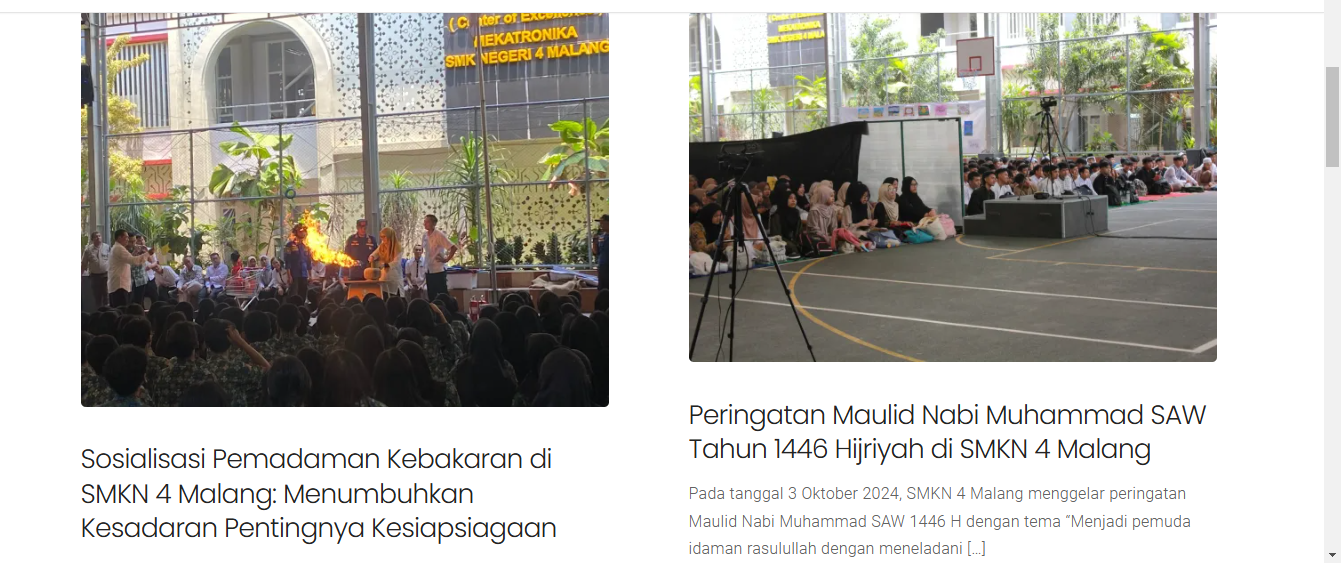 ( Center of Excellence )
MEKATRONIKA
SMK NEGERI 4 MALANG
Sosialisasi Pemadaman Kebakaran di
SMKN 4 Malang: Menumbuhkan
Kesadaran Pentingnya Kesiapsiagaan
Peringatan Maulid Nabi Muhammad SAW
Tahun 1446 Hijriyah di SMKN 4 Malang
Pada tanggal 3 Oktober 2024, SMKN 4 Malang menggelar peringatan
Maulid Nabi Muhammad SAW 1446 H dengan tema “Menjadi pemuda
idaman rasulullah dengan meneladani [...]